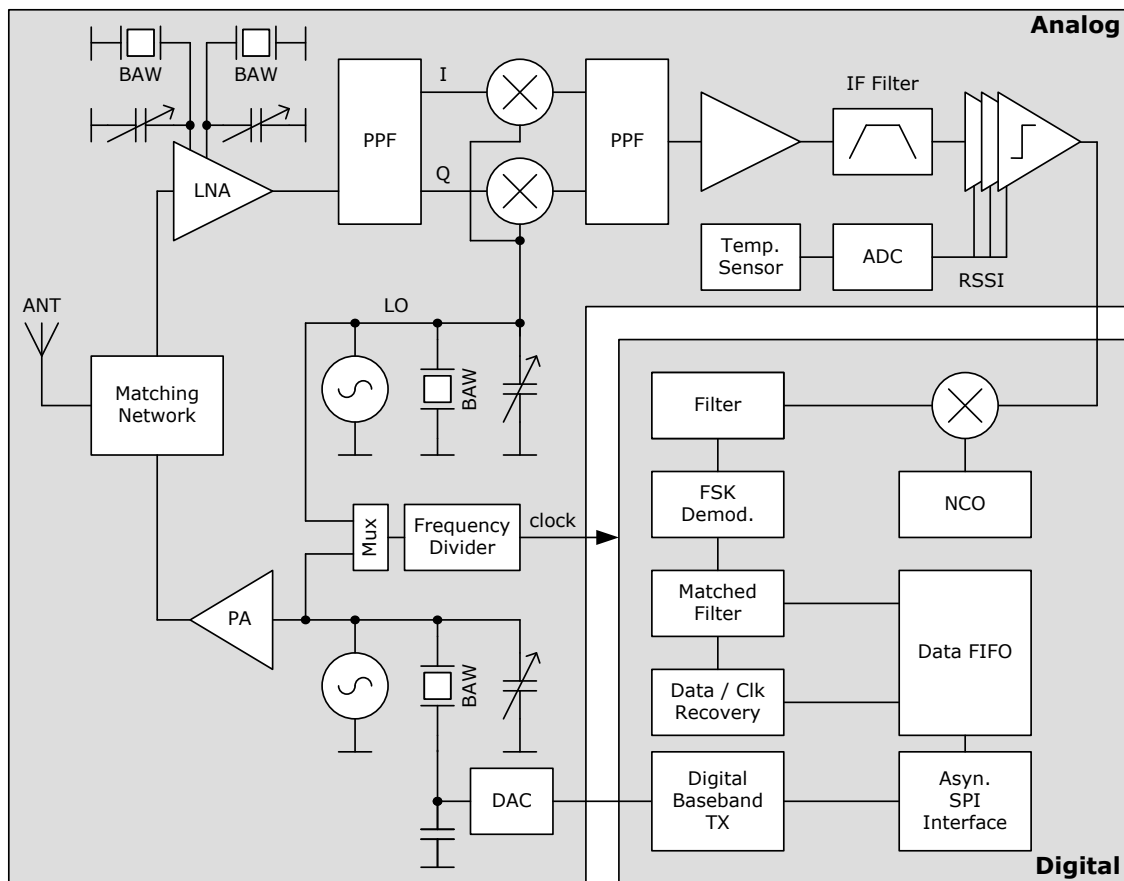 Analog
BAW
BAW
I
IF Filter
PPF
PPF
LNA
Q
Temp.
Sensor
ADC
RSSI
ANT
LO
Matching
Network
BAW
Filter
FSK
Demod.
NCO
Mux
Frequency
Divider
clock
Matched
Filter
PA
Data FIFO
BAW
Data / Clk
Recovery
DAC
Digital
Baseband
TX
Asyn.
SPI
Interface
Digital